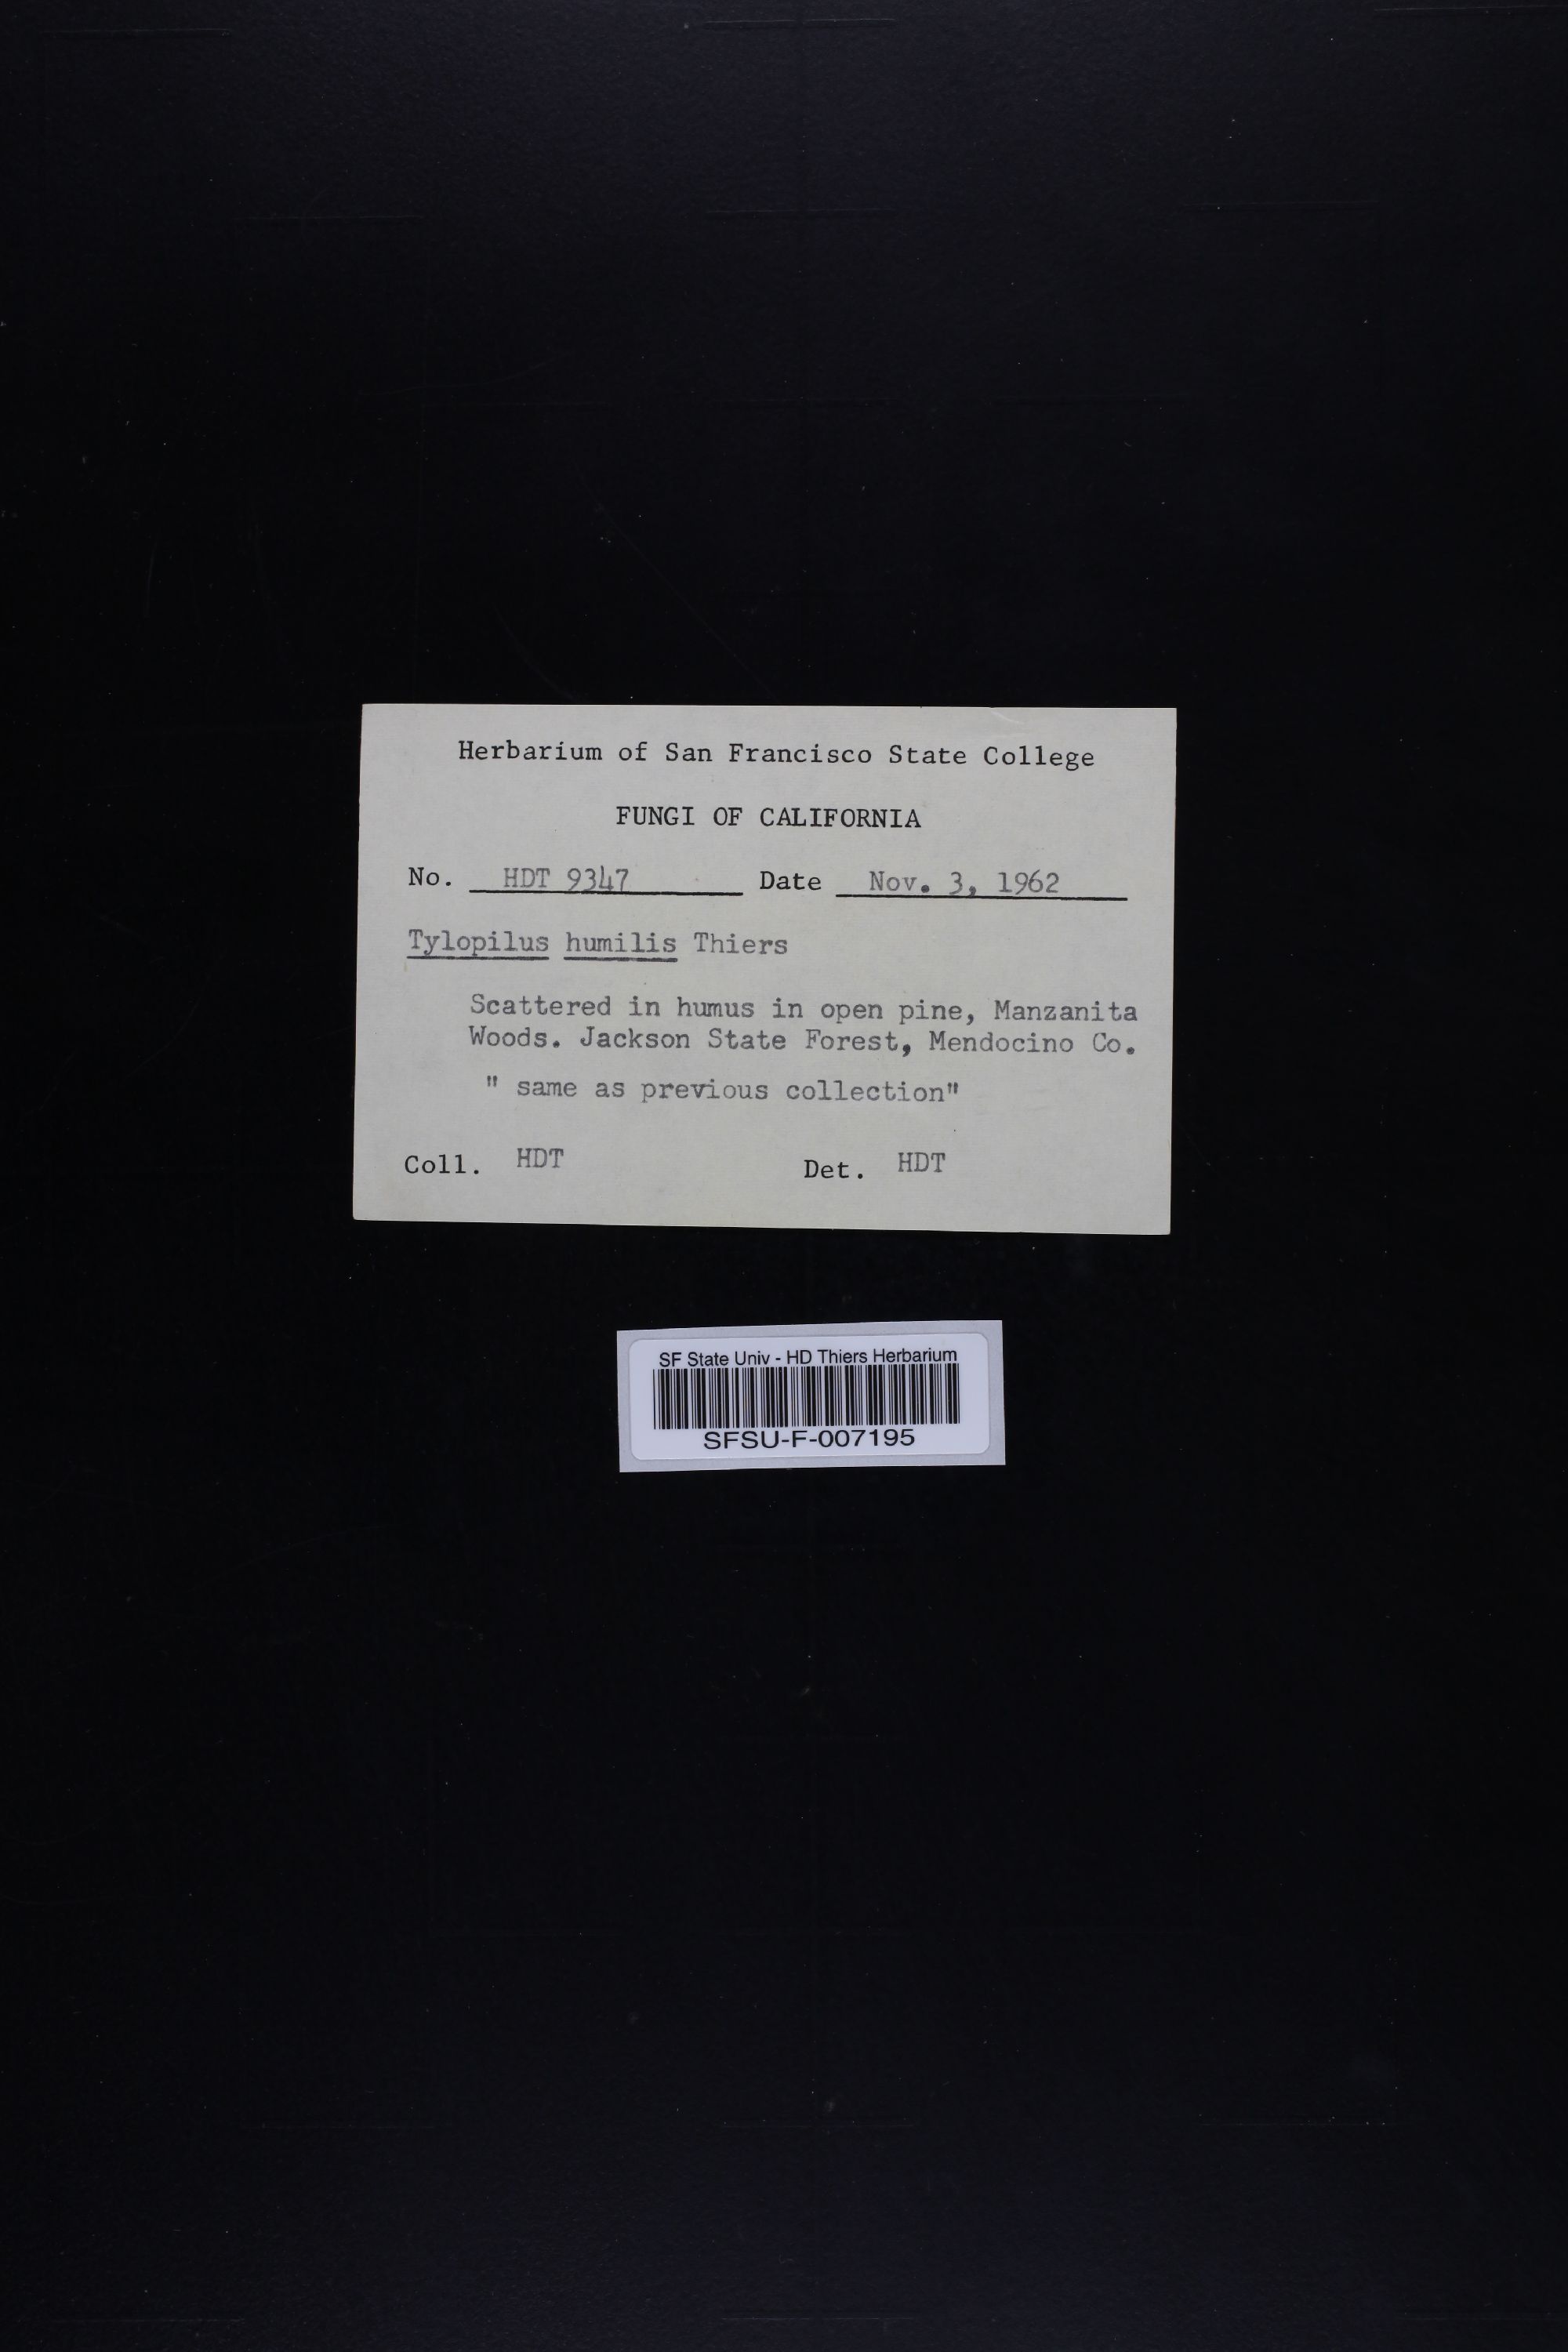 Herbarium of San Francisco State College
FUNGI OF CALIFORNIA
No. HDT 9347 Date Nov. 3, 1962
Tylopilus humilis Thiers
Scattered in humus in open pine, Manzanita
Woods. Jackson State Forest, Mendocino Co.
" same as previous collection"
Coll. HDT Det. HDT
SF State Univ - HD Thiers Herbarium
SFSU-F-007195